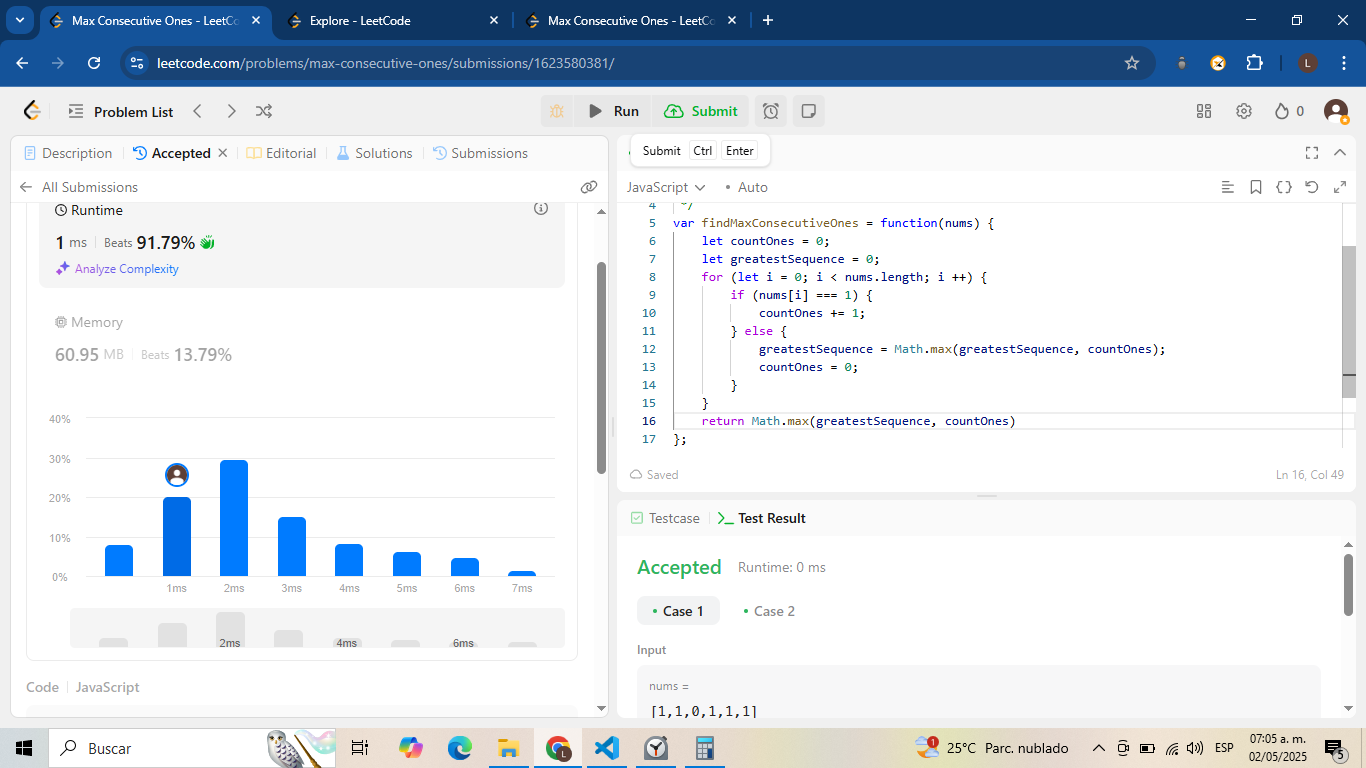 Max Consecutive Ones - LeetCo
Explore - LeetCode
Max Consecutive Ones - LeetCo
leetcode.com/problems/max-consecutive-ones/submissions/1623580381/
L
Problem List
Run
Submit
0
Description
Accepted
Editorial
Solutions
Submissions
All Submissions
Runtime
1 ms
Beats 91.79%
Analyze Complexity
Memory
60.95 MB
Beats 13.79%
40%
30%
20%
10%
0%
1ms 2ms 3ms 4ms 5ms 6ms 7ms
2ms 4ms 6ms
Code
JavaScript
Submit Ctrl Enter
JavaScript
• Auto
4 */
5 var findMaxConsecutiveOnes = function(nums) {
6 let countOnes = 0;
7 let greatestSequence = 0;
8 for (let i = 0; i < nums.length; i ++) {
9 if (nums[i] === 1) {
10 countOnes += 1;
11 } else {
12 greatestSequence = Math.max(greatestSequence, countOnes);
13 countOnes = 0;
14 }
15 }
16 return Math.max(greatestSequence, countOnes)
17 };
Saved
Ln 16, Col 49
Testcase
Test Result
Accepted
Runtime: 0 ms
• Case 1
• Case 2
Input
nums =
[1,1,0,1,1,1]
Buscar
L
1
25°C Parc. nublado
ESP
07:05 a. m.
02/05/2025
5